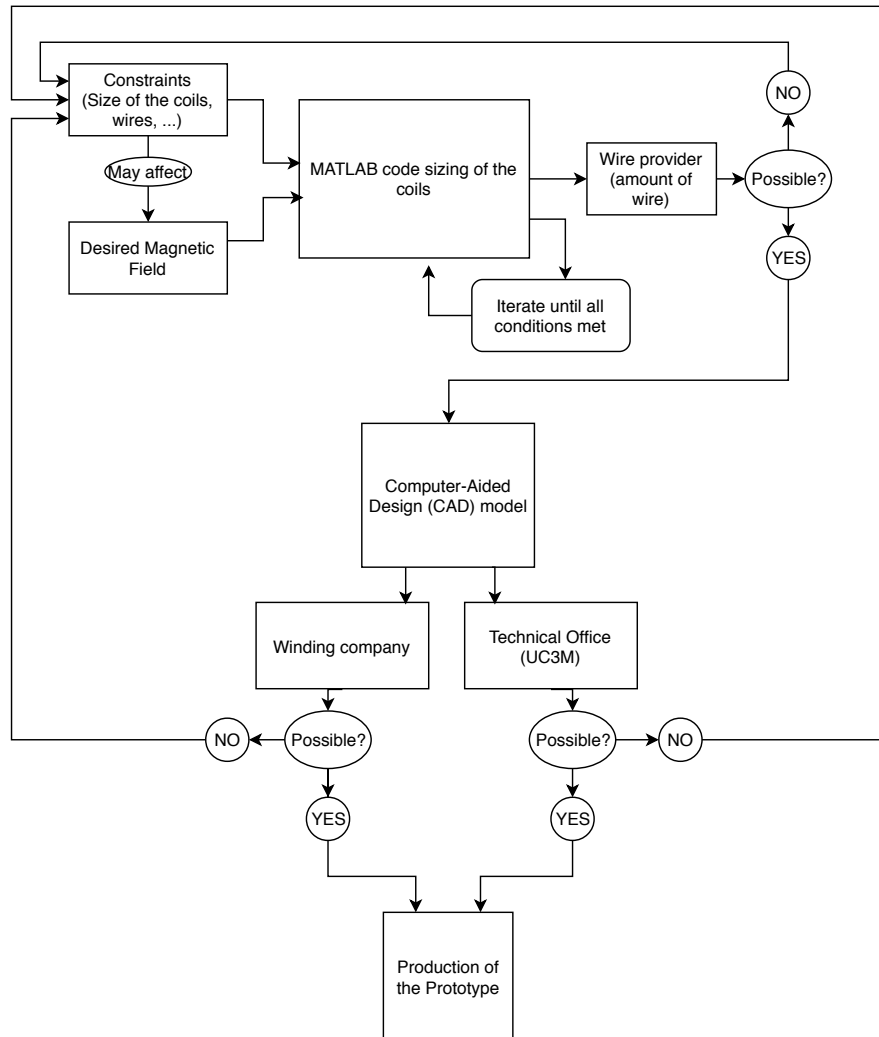 Constraints
(Size of the coils,
wires, ...)
NO
May affect
MATLAB code sizing of the
coils
Wire provider
(amount of
wire)
Possible?
Desired Magnetic
Field
YES
Iterate until all
conditions met
Computer-Aided
Design (CAD) model
Winding company
Technical Office
(UC3M)
NO
Possible?
Possible?
NO
YES
YES
Production of
the Prototype